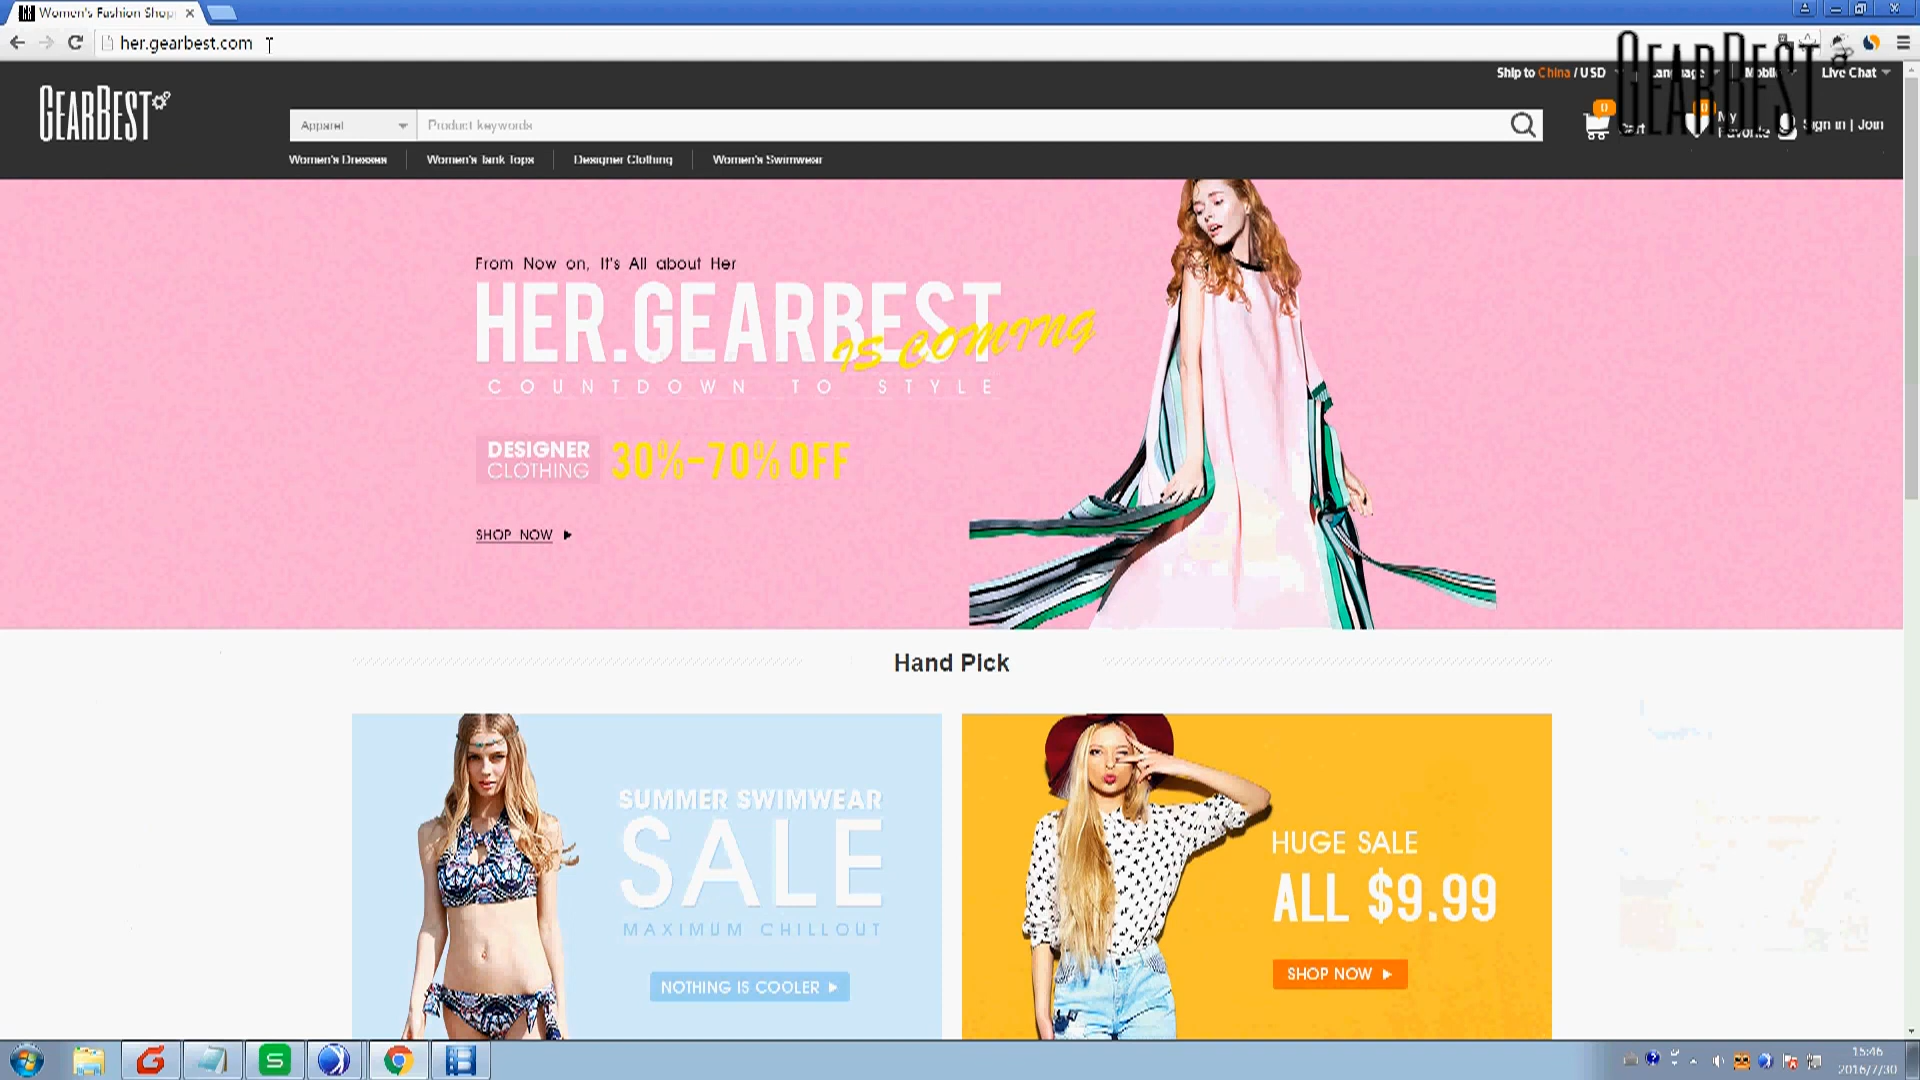 Women's Fashion Shop
her.gearbest.com
GEARBEST
Ship to China / USD
Language
Mobile
Live Chat
GEARBEST
Apparel
Product keywords
0
Cart
0
My Favorite
Sign in | Join
Women's Dresses
Women's Tank Tops
Designer Clothing
Women's Swimwear
From Now on, It's All about Her
HER.GEARBEST
IS COMING
COUNTDOWN TO STYLE
DESIGNER
CLOTHING
30%-70% OFF
SHOP NOW
Hand Pick
SUMMER SWIMWEAR
SALE
MAXIMUM CHILLOUT
NOTHING IS COOLER
HUGE SALE
ALL $9.99
SHOP NOW
15:46
2016/7/30